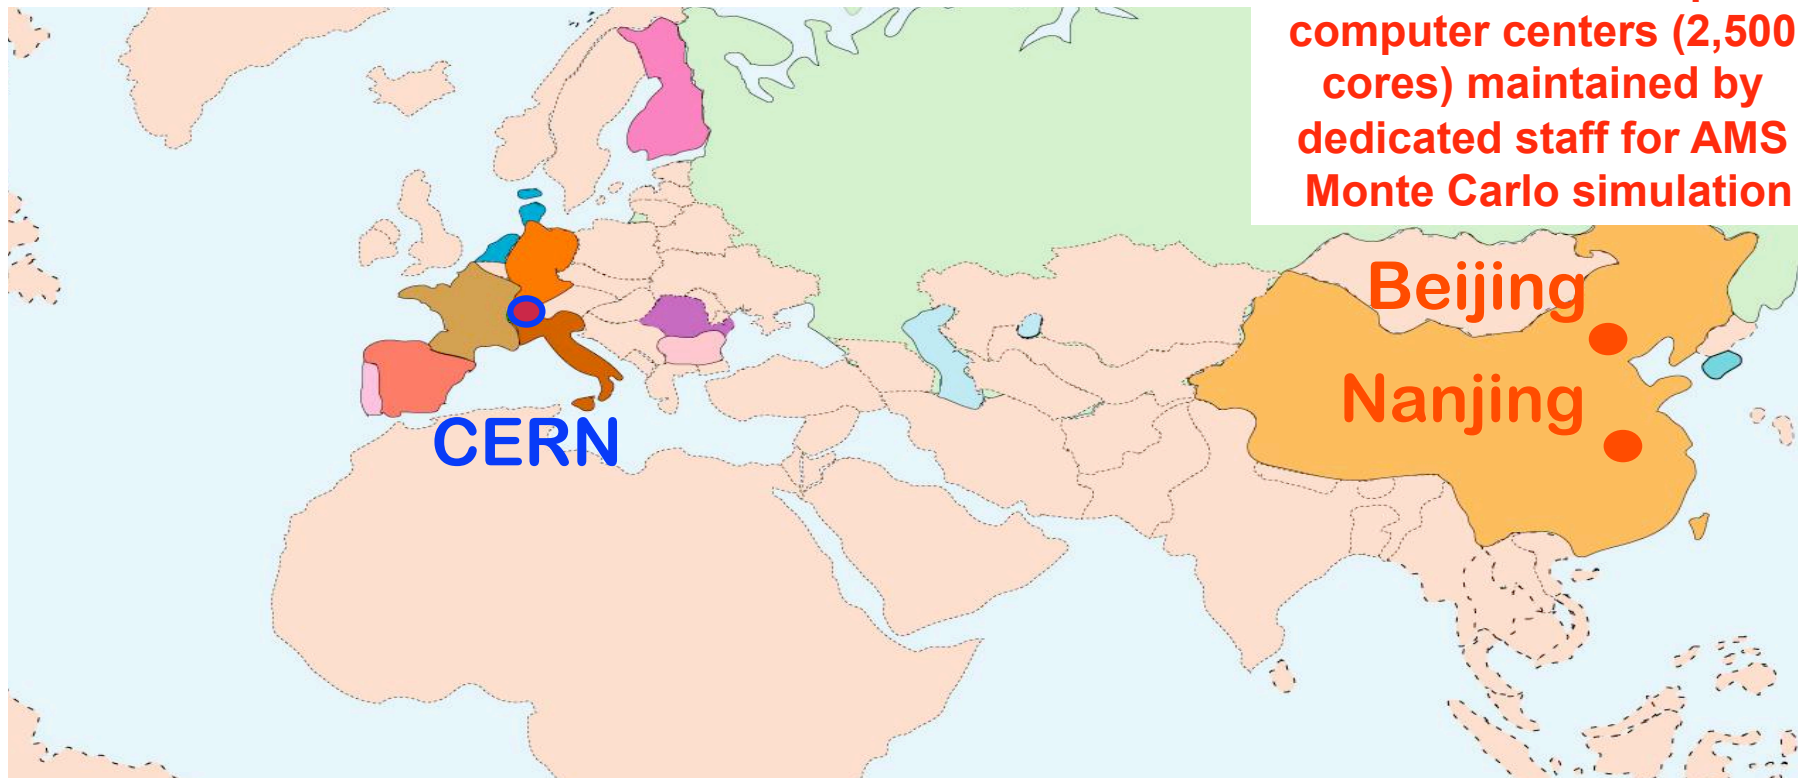 computer centers (2,500
cores) maintained by
dedicated staff for AMS
Monte Carlo simulation
Beijing
Nanjing
CERN